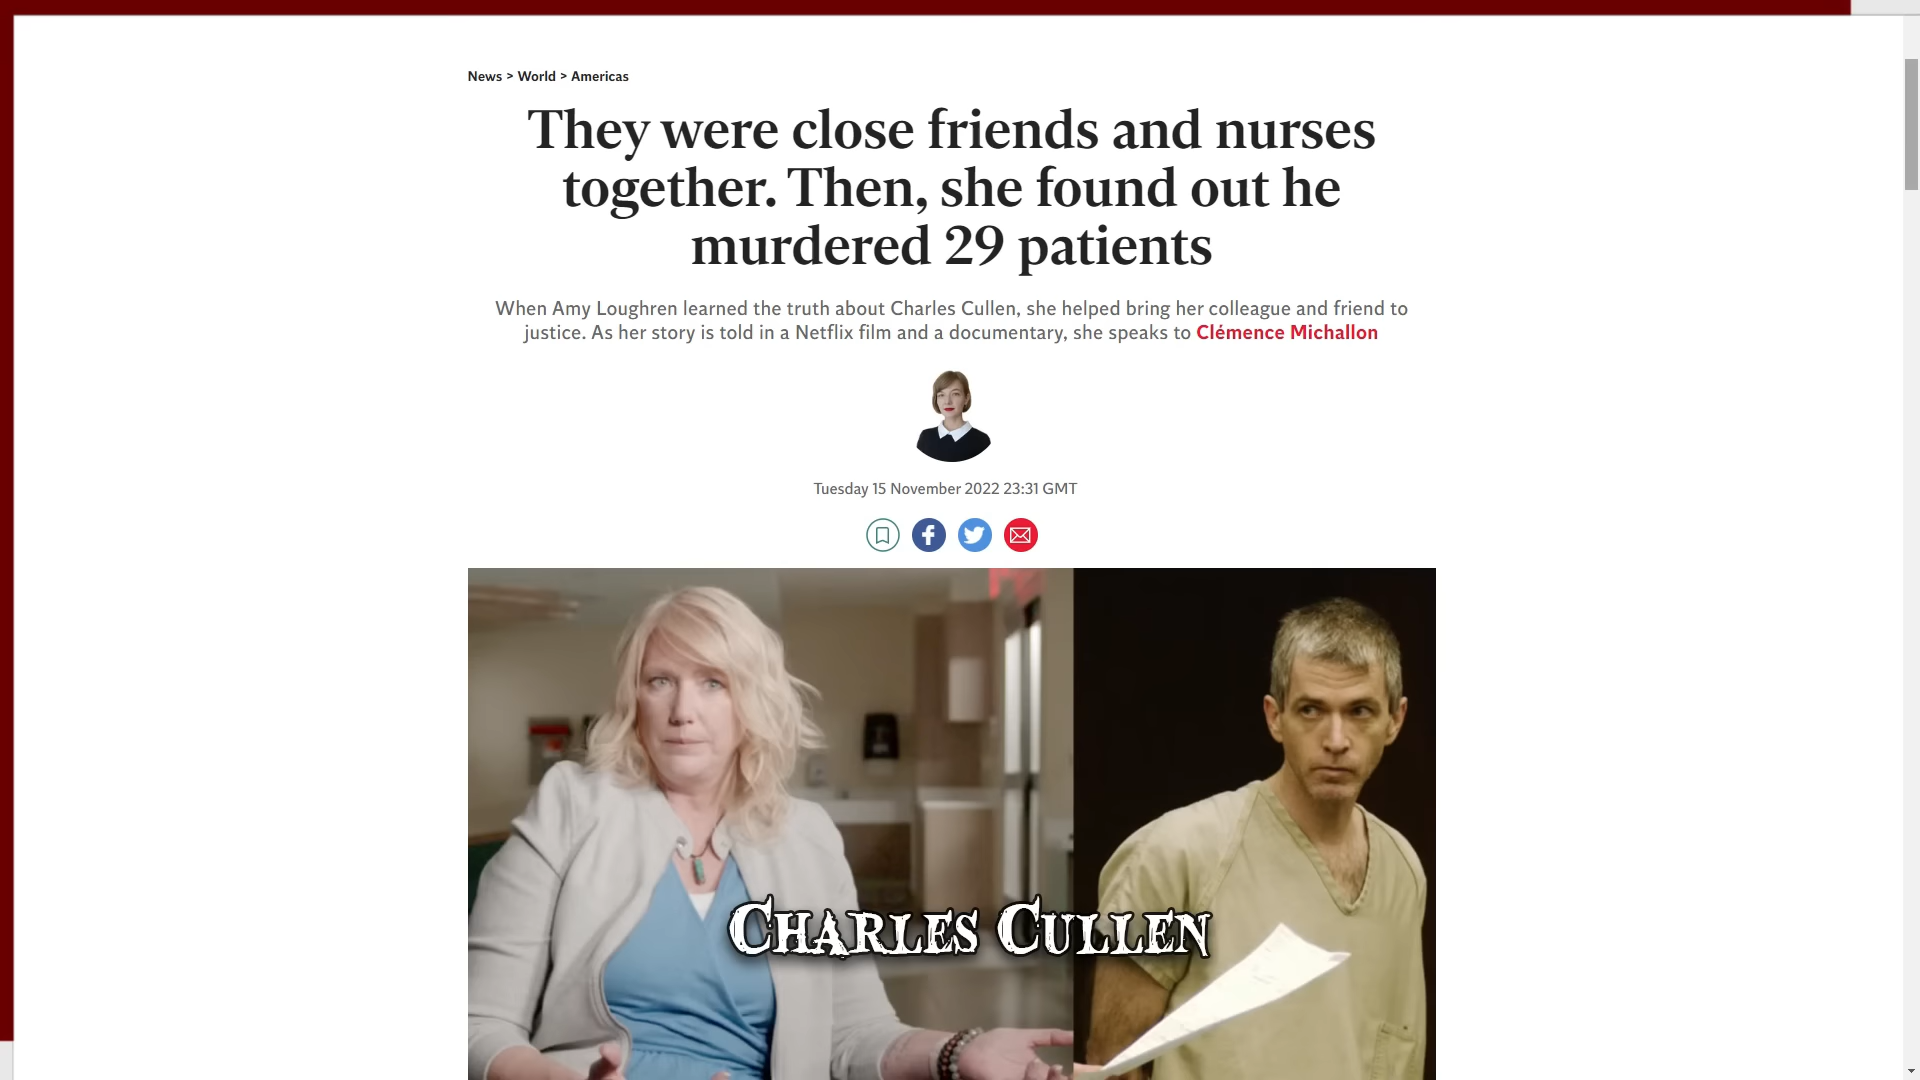 News > World > Americas
They were close friends and nurses
together. Then, she found out he
murdered 29 patients
When Amy Loughren learned the truth about Charles Cullen, she helped bring her colleague and friend to
justice. As her story is told in a Netflix film and a documentary, she speaks to Clémence Michallon
Tuesday 15 November 2022 23:31 GMT
Charles Cullen